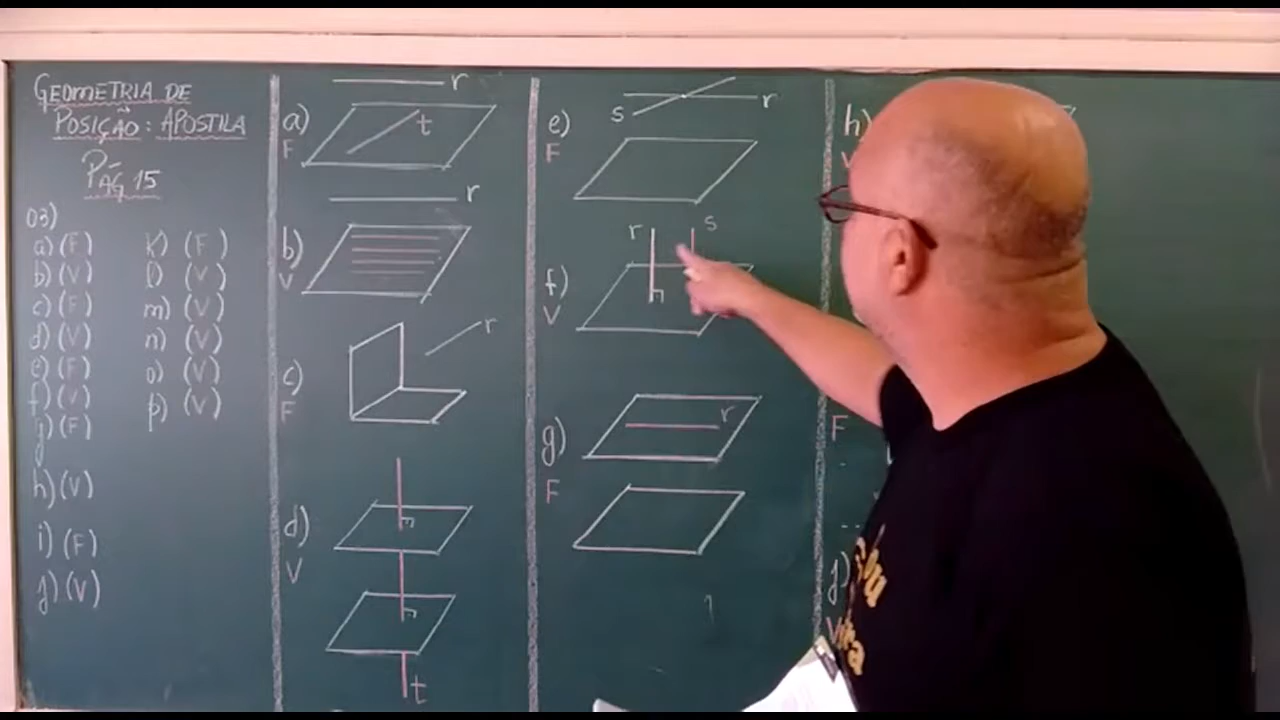 GEOMETRIA DE
POSIÇÃO: APOSTILA
PÁG 15
03)
a) (F) k) (F)
b) (V) l) (V)
c) (F) m) (V)
d) (V) n) (V)
e) (F) o) (V)
f) (V) p) (V)
g) (F)
h) (V)
i) (F)
j) (V)
r
a) t
F
r
b)
V
r
c)
F
d)
V
t
r
s
e)
F
r s
f)
V
g) r
F
h)
V
F
j)
V